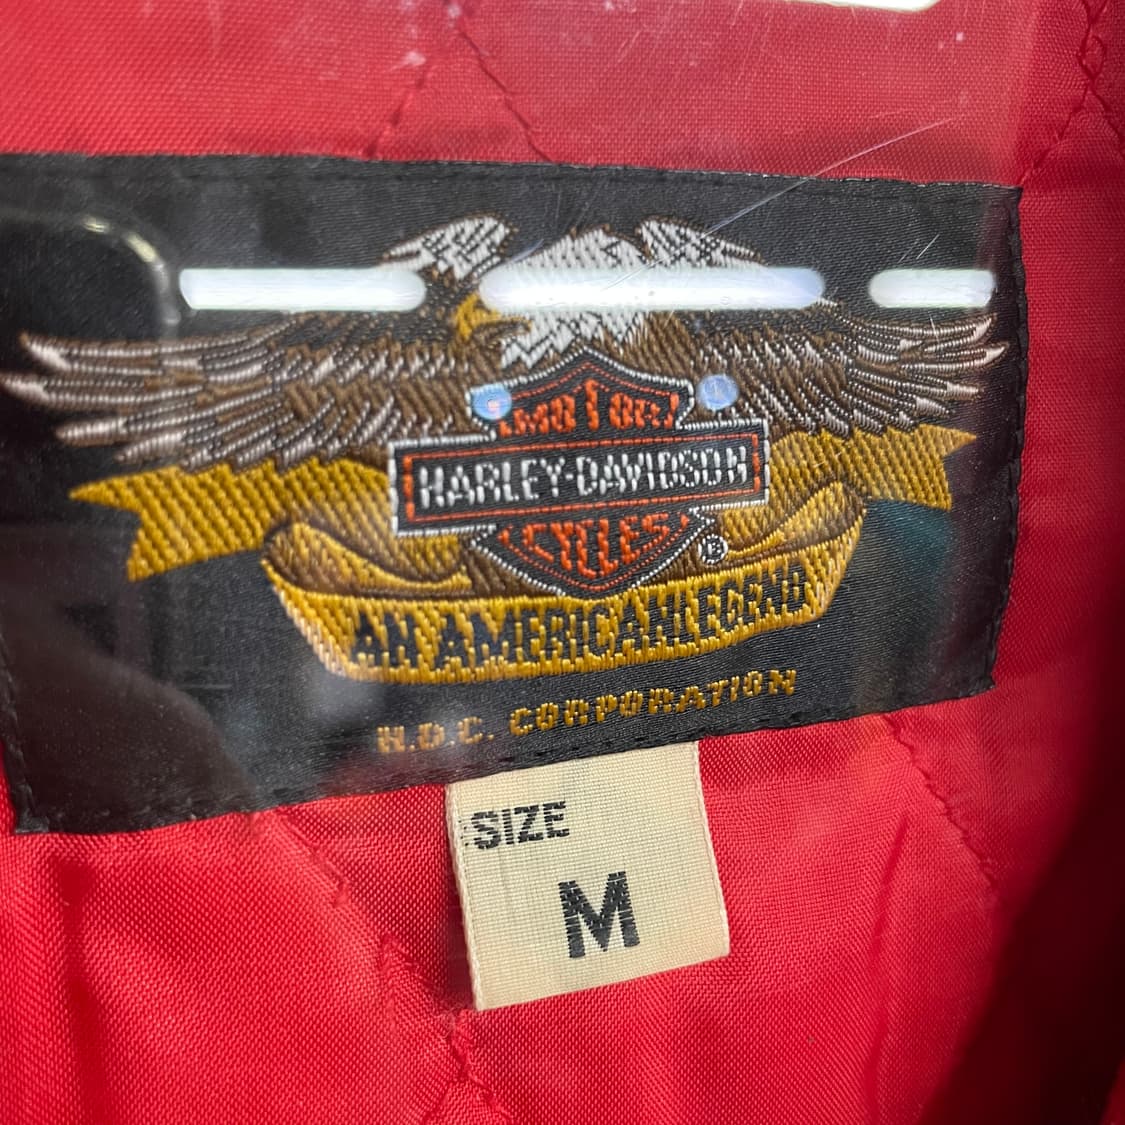 MOTOR
HARLEY-DAVIDSON
CYCLES
®
AN AMERICAN LEGEND
H.D.C. CORPORATION
SIZE
M